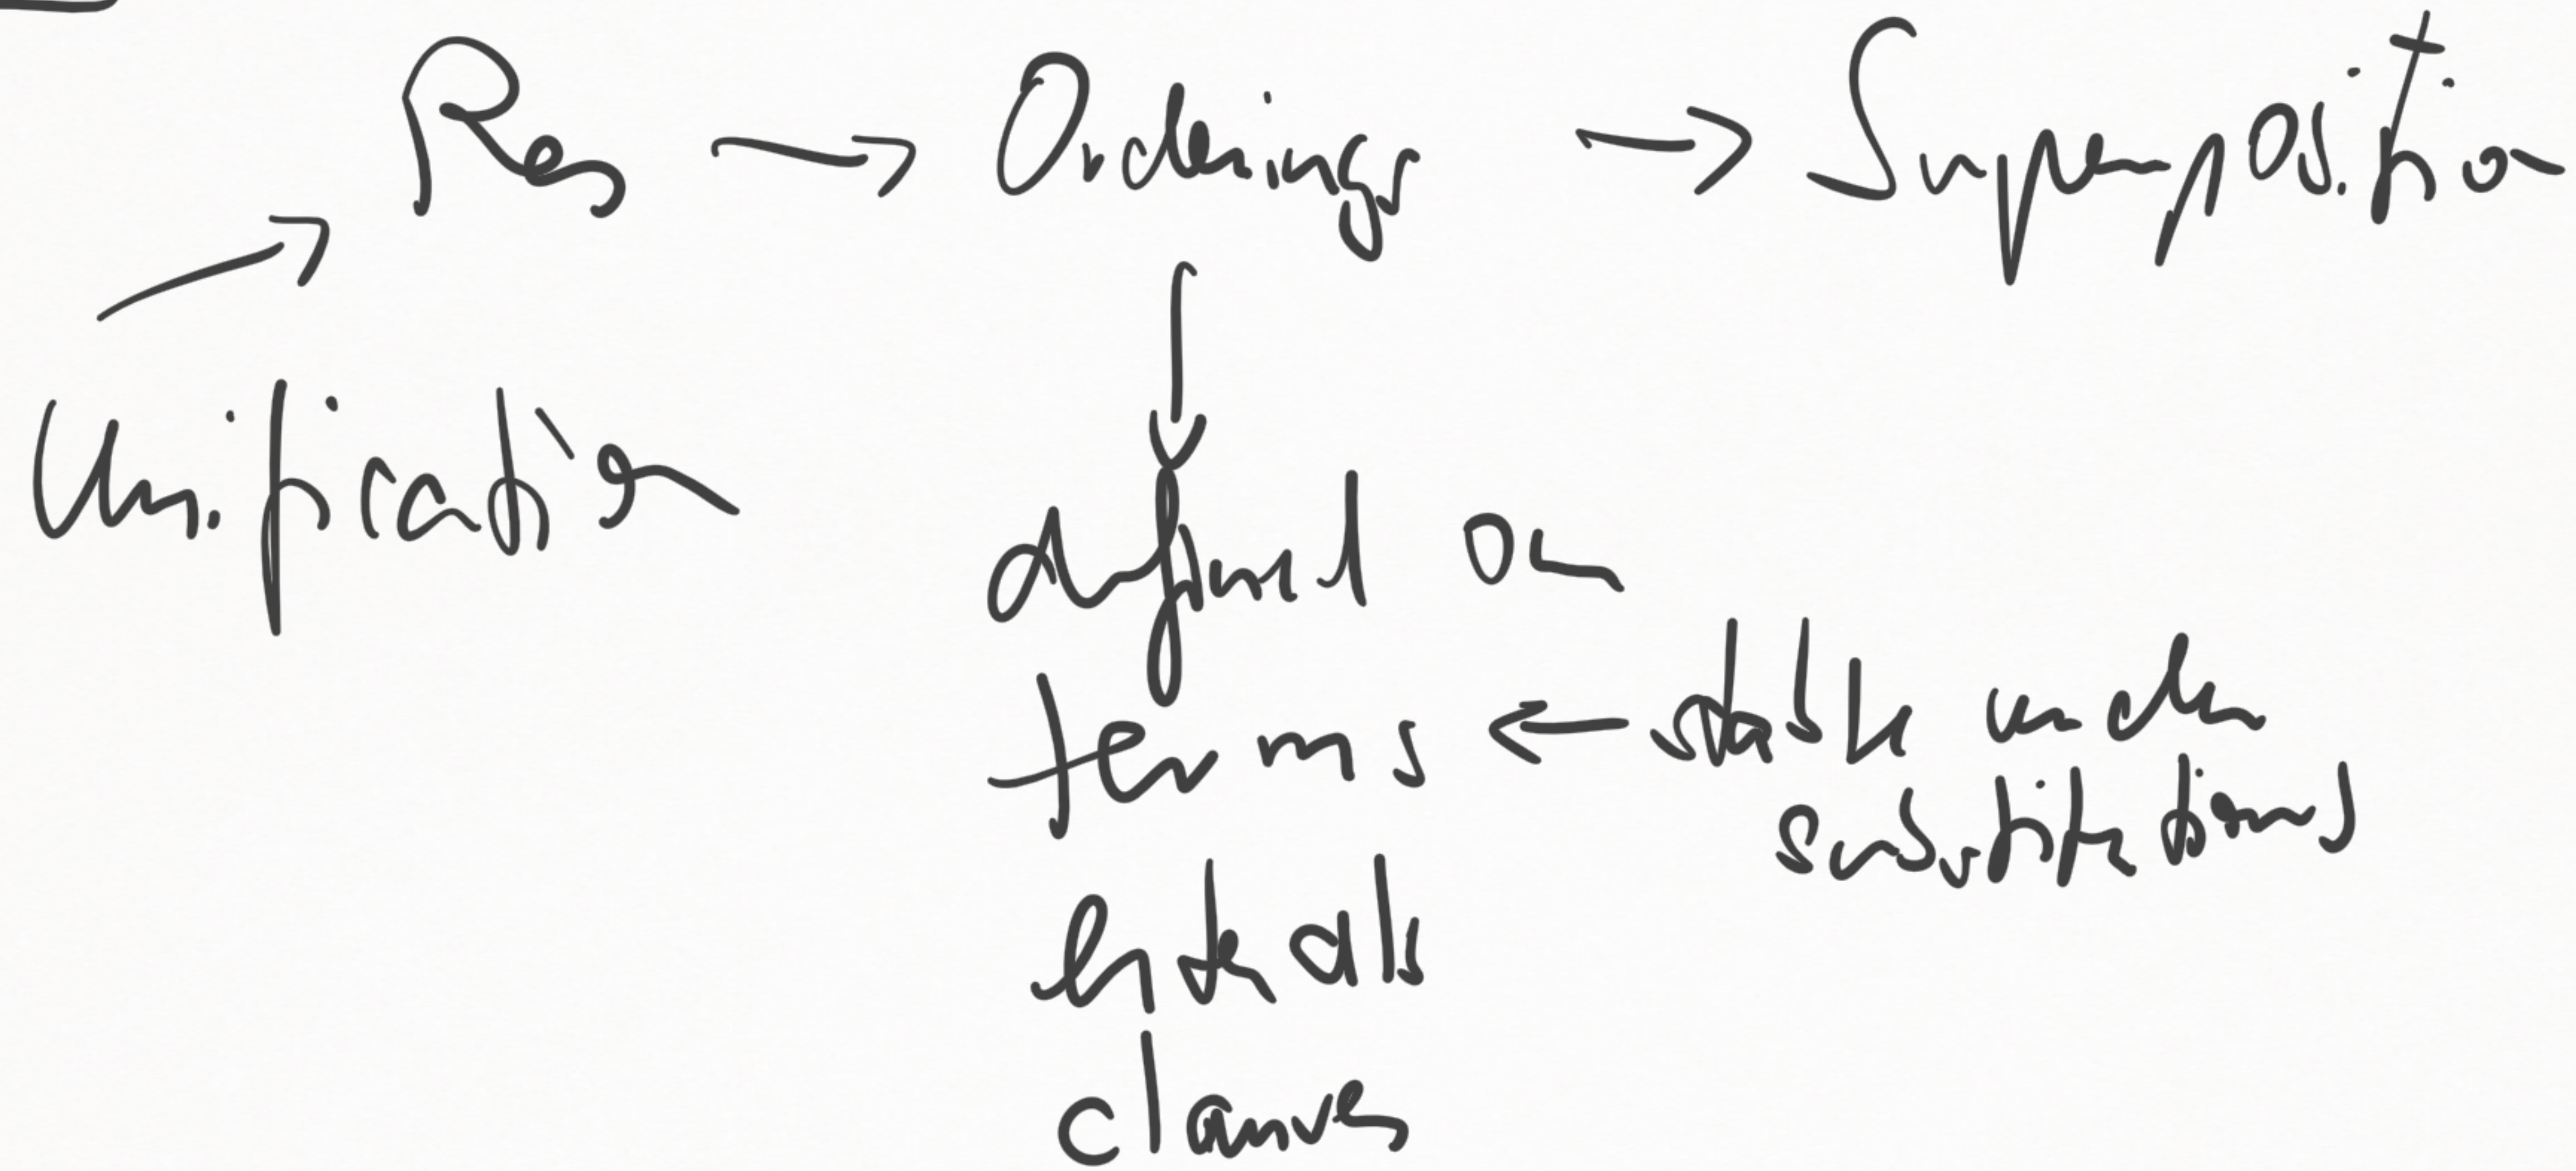 Res → Orderings → Superposition
Unification
defined on
terms ← stable under
substitutions
literals
clauses